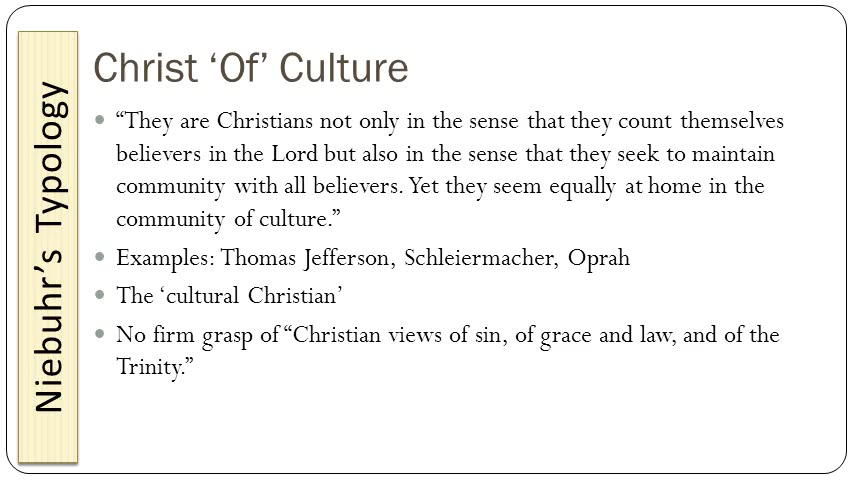 Niebuhr’s Typology
Christ ‘Of’ Culture
“They are Christians not only in the sense that they count themselves
believers in the Lord but also in the sense that they seek to maintain
community with all believers. Yet they seem equally at home in the
community of culture.”
Examples: Thomas Jefferson, Schleiermacher, Oprah
The ‘cultural Christian’
No firm grasp of “Christian views of sin, of grace and law, and of the
Trinity.”